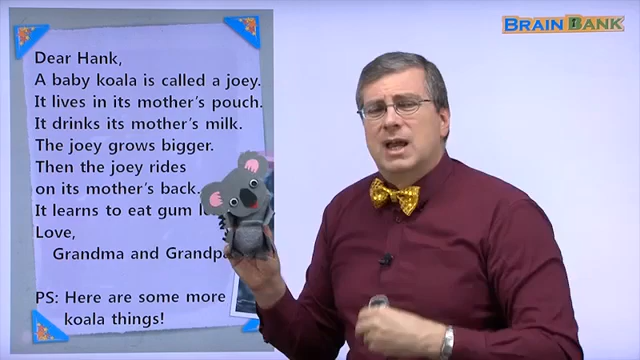 BRAIN BANK
Dear Hank,
A baby koala is called a joey.
It lives in its mother's pouch.
It drinks its mother's milk.
The joey grows bigger.
Then the joey rides
on its mother's back.
It learns to eat gum
Love,
Grandma and
PS: Here are some more
koala things!